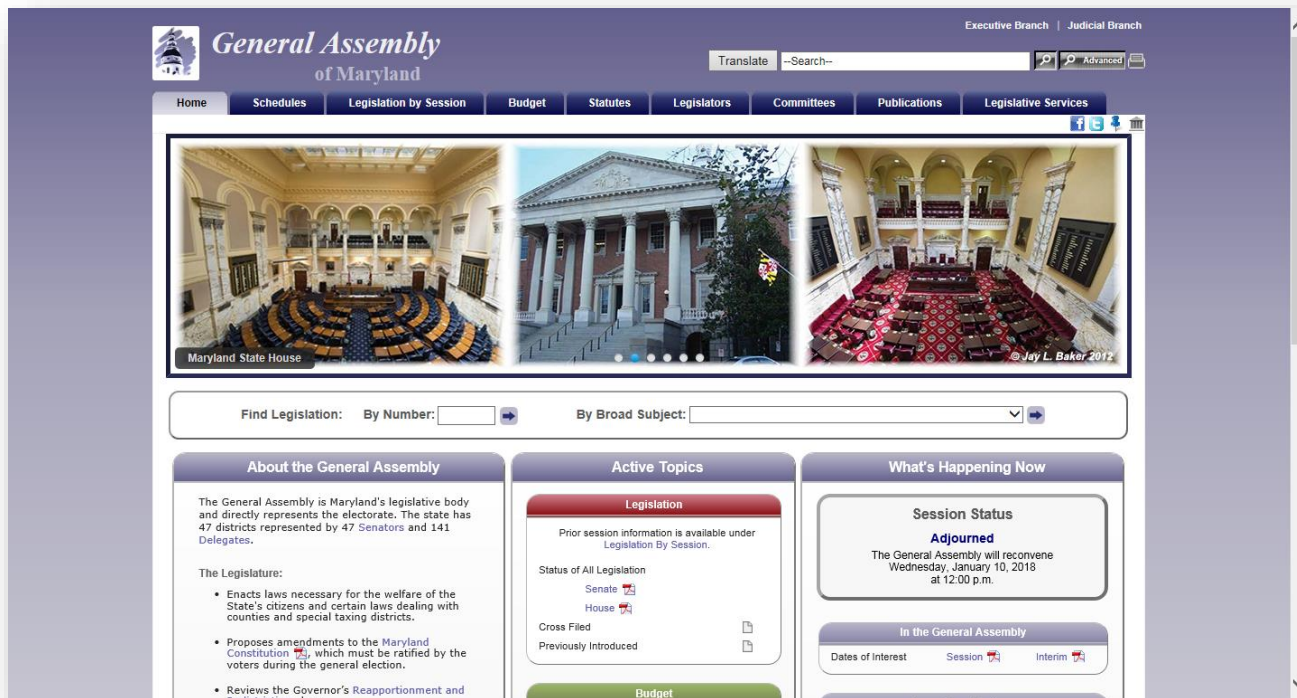 Executive Branch | Judicial Branch
General Assembly
of Maryland
Translate --Search-- Advanced
Home Schedules Legislation by Session Budget Statutes Legislators Committees Publications Legislative Services
Maryland State House
© Jay L. Baker 2012
Find Legislation: By Number: By Broad Subject:
About the General Assembly
The General Assembly is Maryland's legislative body
and directly represents the electorate. The state has
47 districts represented by 47 Senators and 141
Delegates.
The Legislature:
• Enacts laws necessary for the welfare of the
State's citizens and certain laws dealing with
counties and special taxing districts.
• Proposes amendments to the Maryland
Constitution , which must be ratified by the
voters during the general election.
• Reviews the Governor's Reapportionment and
Active Topics
Legislation
Prior session information is available under
Legislation By Session.
Status of All Legislation
Senate
House
Cross Filed
Previously Introduced
Budget
What's Happening Now
Session Status
Adjourned
The General Assembly will reconvene
Wednesday, January 10, 2018
at 12:00 p.m.
In the General Assembly
Dates of Interest Session Interim